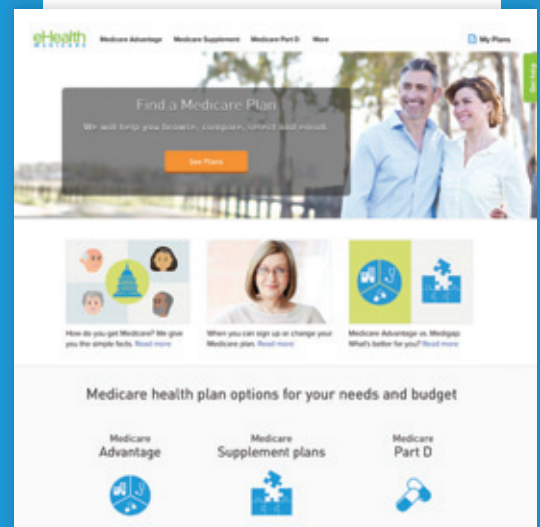 eHealth
MEDICARE
Medicare Advantage Medicare Supplement Medicare Part D More My Plans
Get help
Find a Medicare Plan
We will help you browse, compare, select and enroll.
See Plans
How do you get Medicare? We give
you the simple facts. Read more
When you can sign up or change your
Medicare plan. Read more
Medicare Advantage vs. Medigap
What's better for you? Read more
Medicare health plan options for your needs and budget
Medicare
Advantage
Medicare
Supplement plans
Medicare
Part D